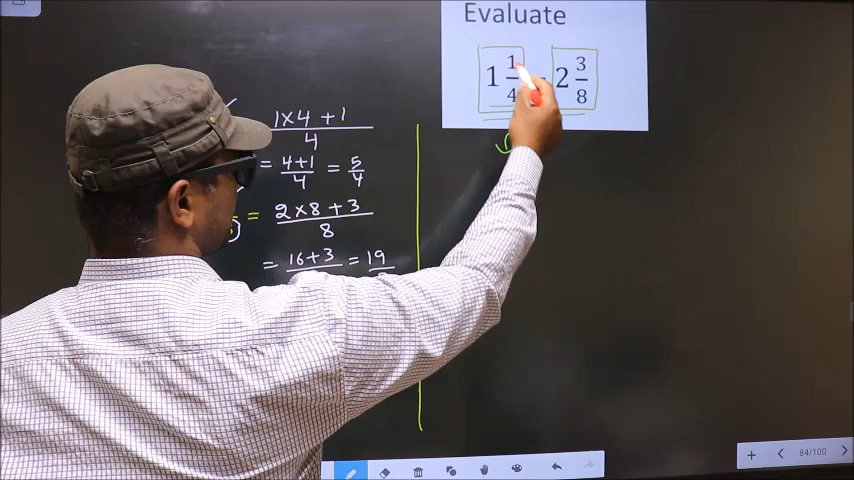 Evaluate
1 1/4 - 2 3/8
1×4+1 / 4
= 4+1 / 4 = 5/4
= 2×8+3 / 8
= 16+3 = 19
84/100